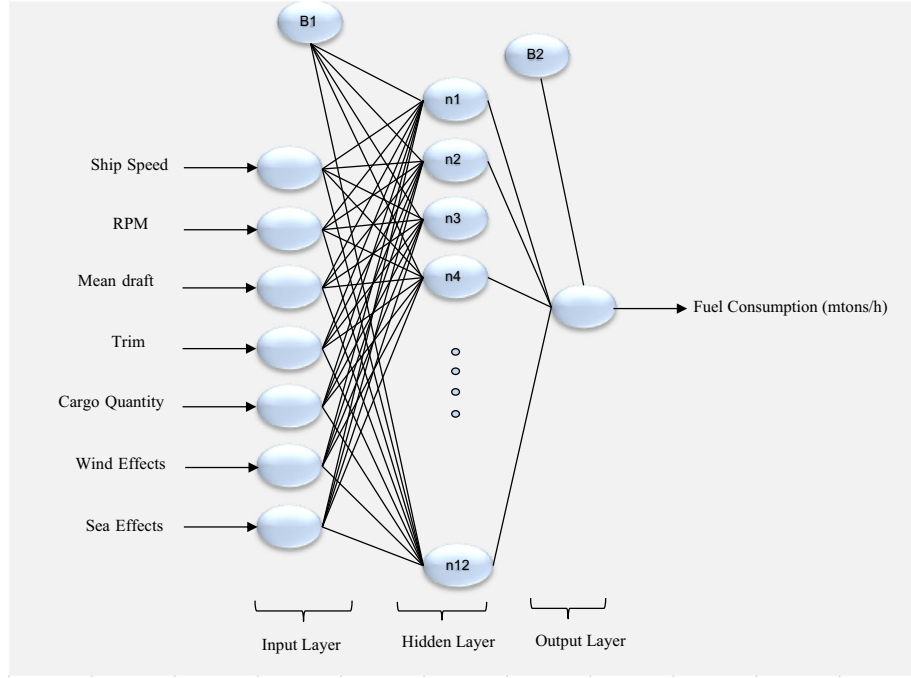 B1
B2
n1
n2
n3
n4
n12
Ship Speed
RPM
Mean draft
Trim
Cargo Quantity
Wind Effects
Sea Effects
Fuel Consumption (mtons/h)
Input Layer
Hidden Layer
Output Layer